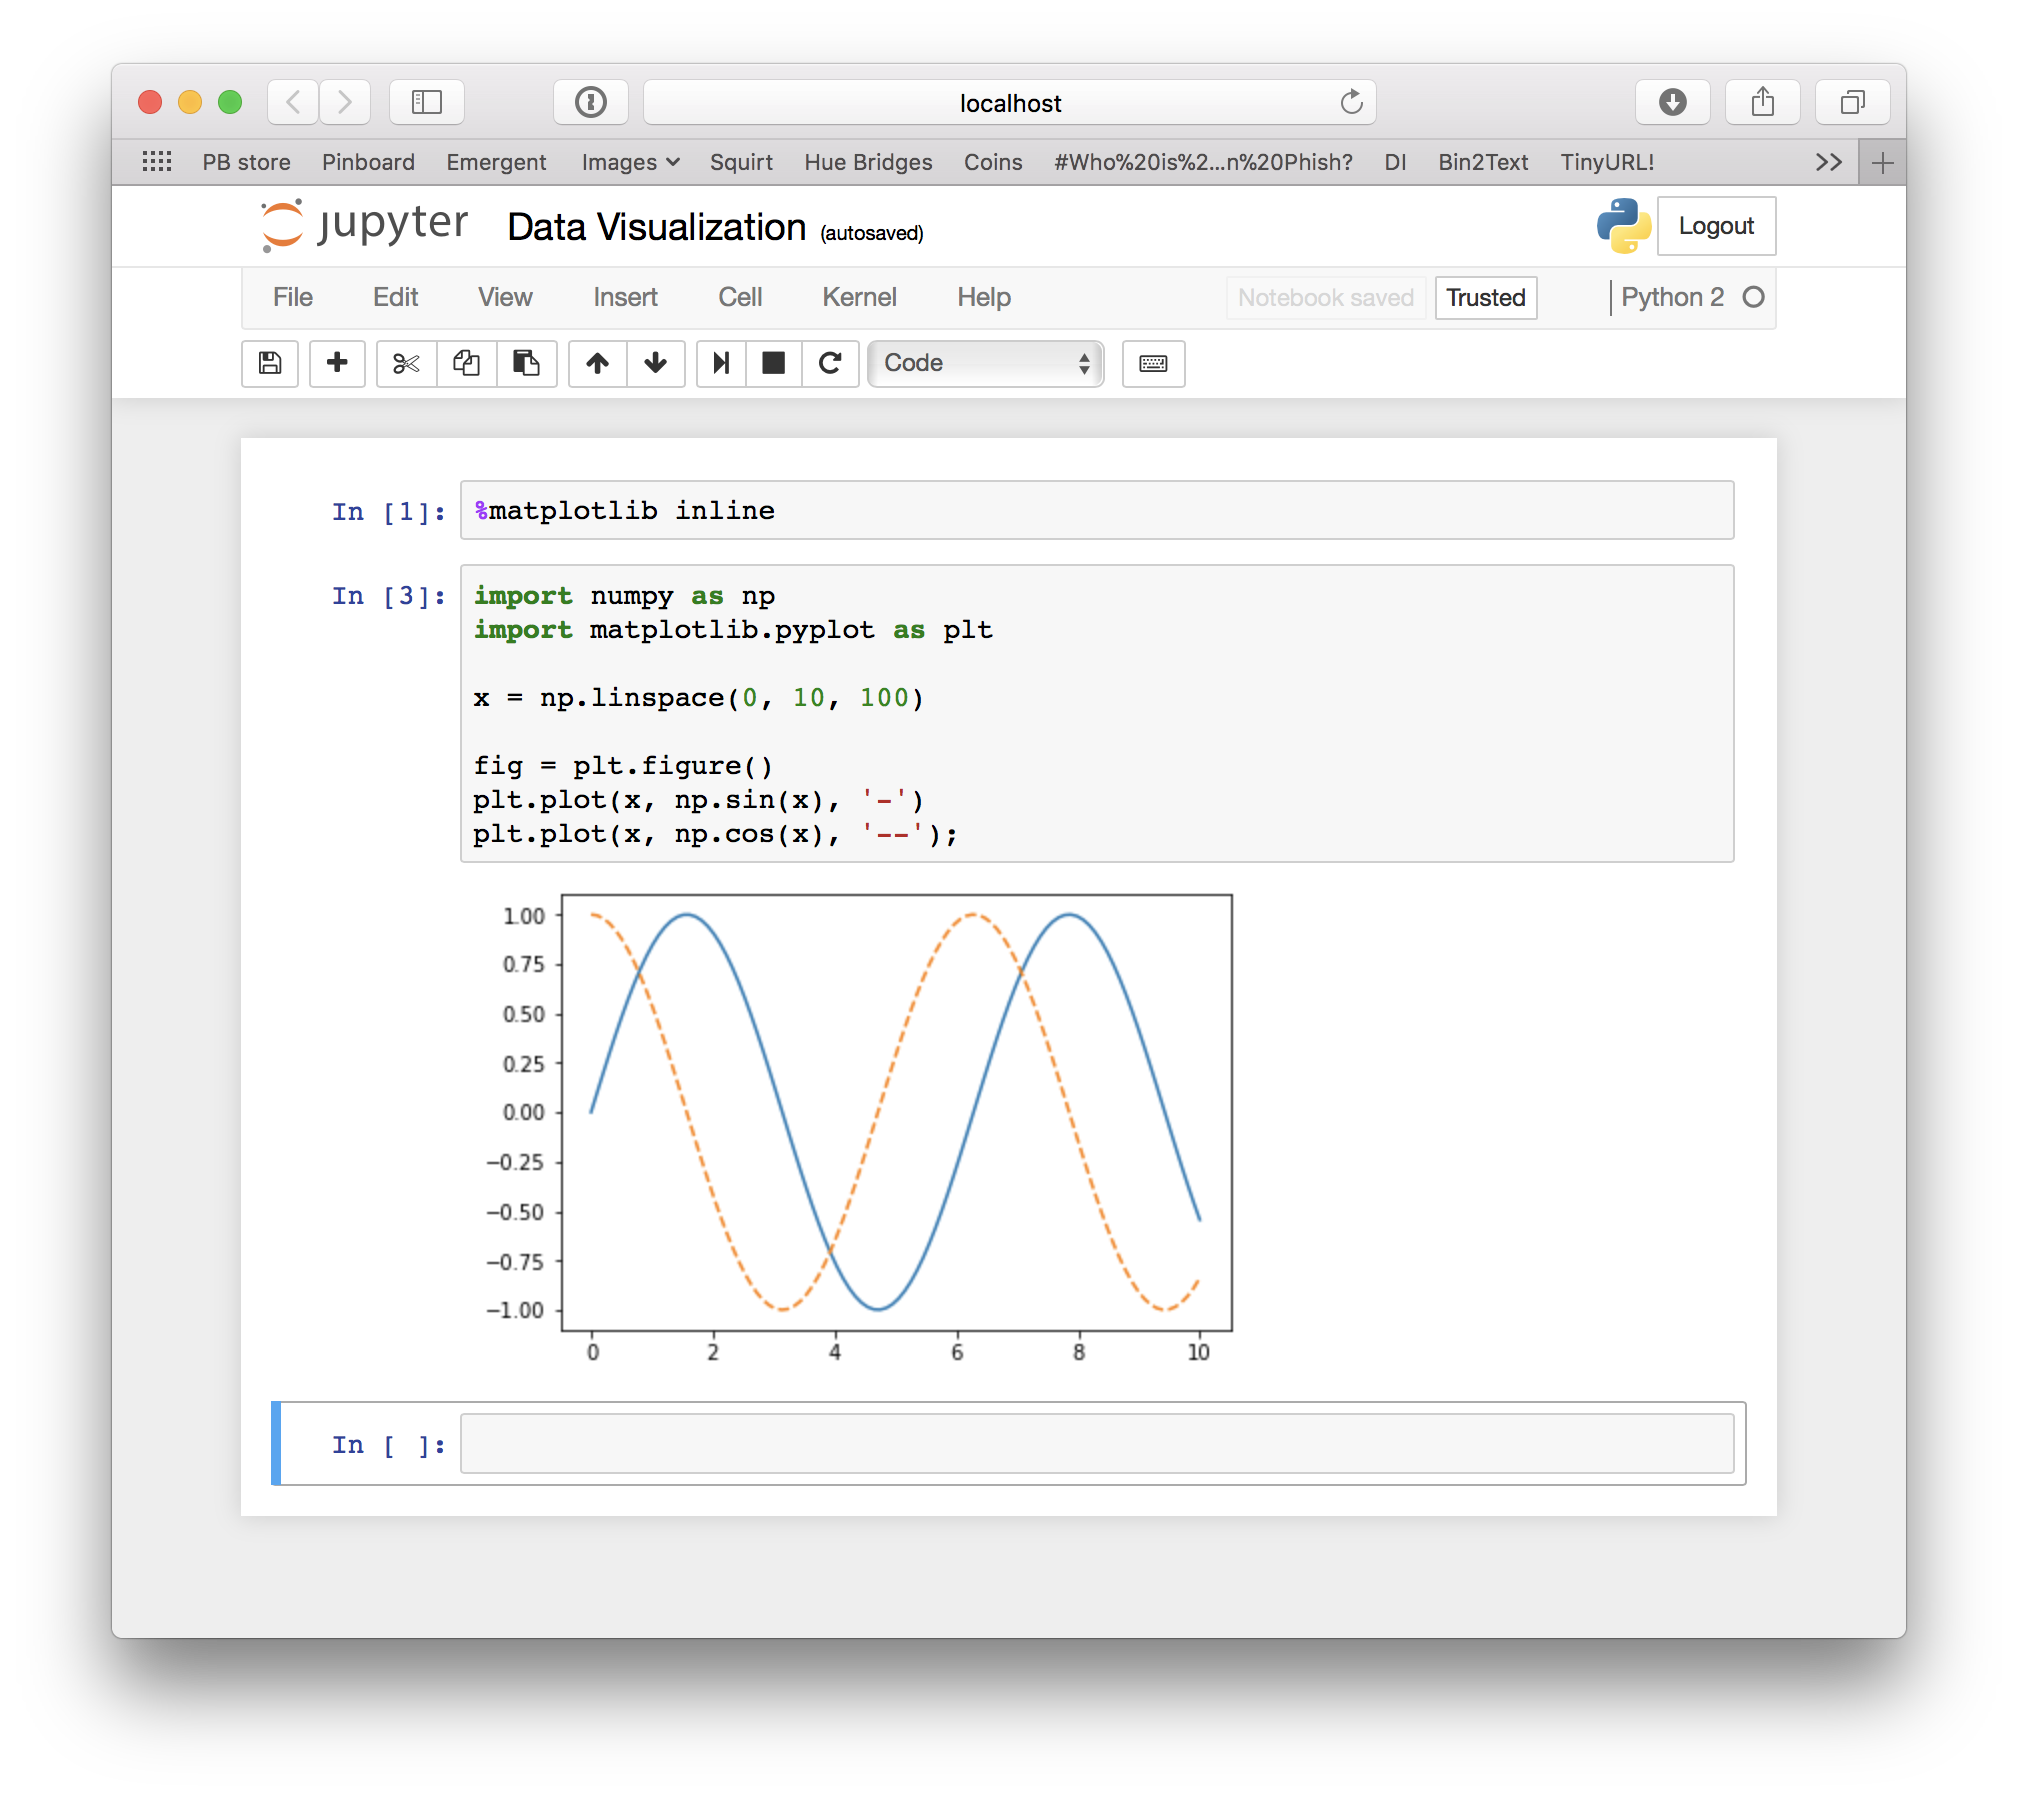 localhost
PB store Pinboard Emergent Images Squirt Hue Bridges Coins #Who%20is%2...n%20Phish? DI Bin2Text TinyURL!
jupyter Data Visualization (autosaved) Logout
File Edit View Insert Cell Kernel Help Notebook saved Trusted Python 2
Code
In [1]: %matplotlib inline
In [3]: import numpy as np
import matplotlib.pyplot as plt
x = np.linspace(0, 10, 100)
fig = plt.figure()
plt.plot(x, np.sin(x), '-')
plt.plot(x, np.cos(x), '--');
1.00
0.75
0.50
0.25
0.00
−0.25
−0.50
−0.75
−1.00
0 2 4 6 8 10
In [ ]: